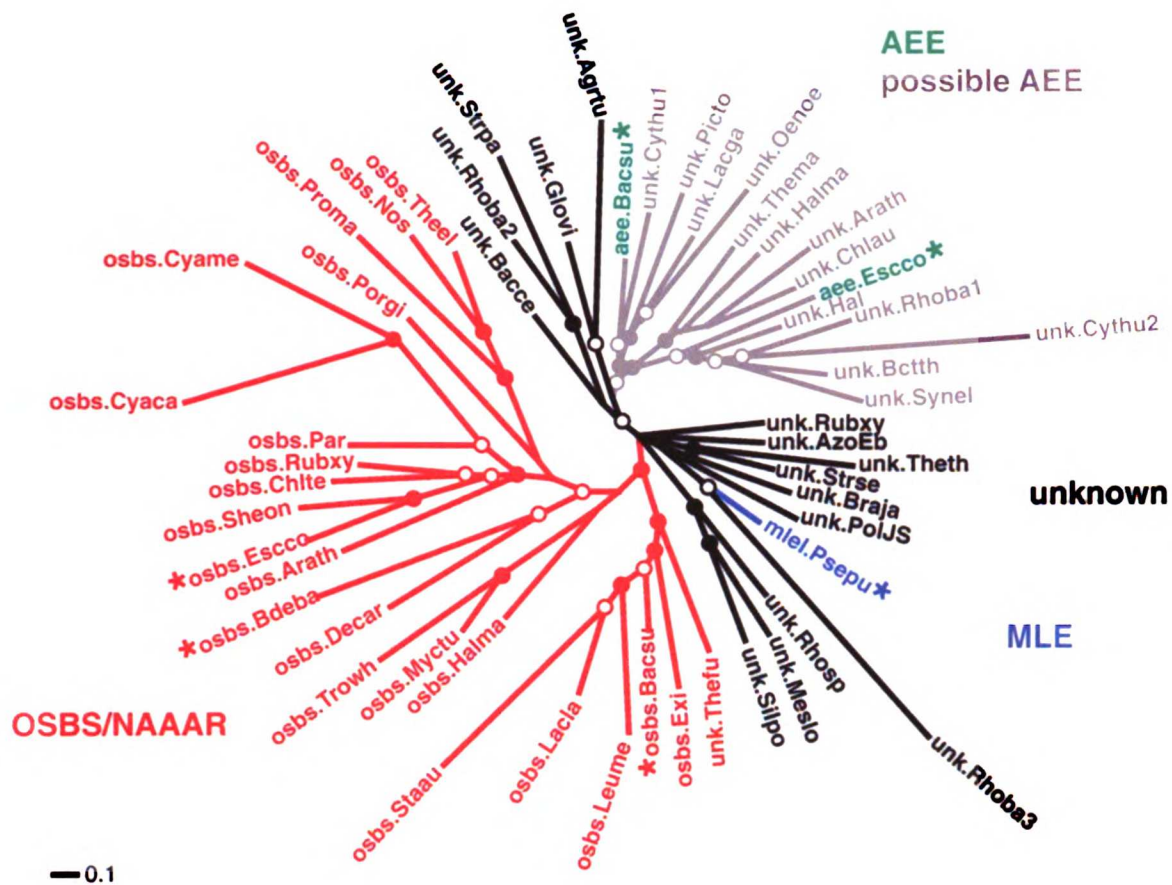 AEE
possible AEE
unk.Agrtu
unk.Strpa
unk.Rhoba2
unk.Glovi
unk.Bacce
aee.Bacsu*
unk.Cythu1
unk.Picto
unk.Lacga
unk.Oenoe
unk.Thema
unk.Halma
unk.Arath
unk.Chlau
aee.Escco*
unk.Hal
unk.Rhoba1
unk.Cythu2
unk.Bctth
unk.Synel
unk.Rubxy
unk.AzoEb
unk.Theth
unk.Strse
unk.Braja
unk.PolJS
unknown
mleI.Psepu*
MLE
unk.Rhoba3
unk.Rhosp
unk.Meslo
unk.Silpo
unk.Thefu
osbs.Exi
*osbs.Bacsu
osbs.Leume
osbs.Lacla
osbs.Staau
osbs.Halma
osbs.Myctu
osbs.Trowh
osbs.Decar
*osbs.Bdeba
osbs.Arath
*osbs.Escco
osbs.Sheon
osbs.Chlte
osbs.Rubxy
osbs.Par
osbs.Cyaca
osbs.Cyame
osbs.Porgi
osbs.Proma
osbs.Nos
osbs.Theel
OSBS/NAAAR
0.1